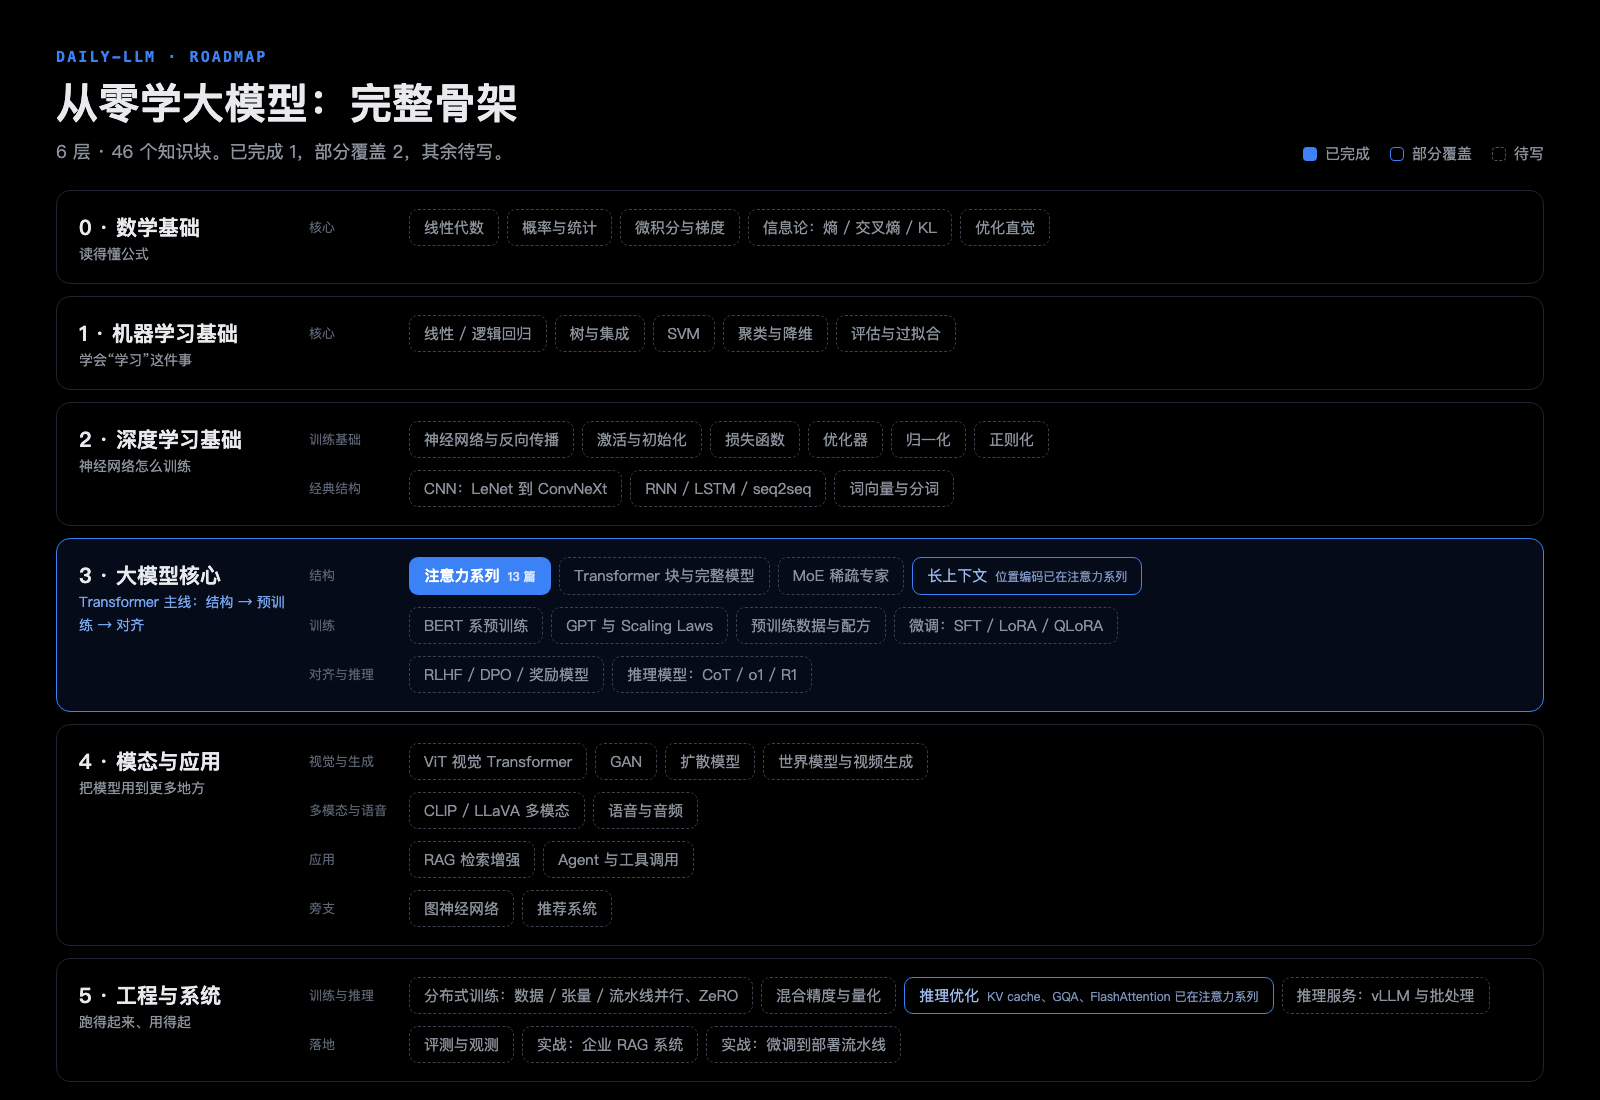 DAILY-LLM · ROADMAP
从零学大模型：完整骨架
6 层 · 46 个知识块。已完成 1，部分覆盖 2，其余待写。
已完成 部分覆盖 待写
0 · 数学基础
读得懂公式
核心
线性代数 概率与统计 微积分与梯度 信息论：熵 / 交叉熵 / KL 优化直觉
1 · 机器学习基础
学会“学习”这件事
核心
线性 / 逻辑回归 树与集成 SVM 聚类与降维 评估与过拟合
2 · 深度学习基础
神经网络怎么训练
训练基础
神经网络与反向传播 激活与初始化 损失函数 优化器 归一化 正则化
经典结构
CNN：LeNet 到 ConvNeXt RNN / LSTM / seq2seq 词向量与分词
3 · 大模型核心
Transformer 主线：结构 → 预训
练 → 对齐
结构
注意力系列 13 篇 Transformer 块与完整模型 MoE 稀疏专家 长上下文 位置编码已在注意力系列
训练
BERT 系预训练 GPT 与 Scaling Laws 预训练数据与配方 微调：SFT / LoRA / QLoRA
对齐与推理
RLHF / DPO / 奖励模型 推理模型：CoT / o1 / R1
4 · 模态与应用
把模型用到更多地方
视觉与生成
ViT 视觉 Transformer GAN 扩散模型 世界模型与视频生成
多模态与语音
CLIP / LLaVA 多模态 语音与音频
应用
RAG 检索增强 Agent 与工具调用
旁支
图神经网络 推荐系统
5 · 工程与系统
跑得起来、用得起
训练与推理
分布式训练：数据 / 张量 / 流水线并行、ZeRO 混合精度与量化 推理优化 KV cache、GQA、FlashAttention 已在注意力系列 推理服务：vLLM 与批处理
落地
评测与观测 实战：企业 RAG 系统 实战：微调到部署流水线